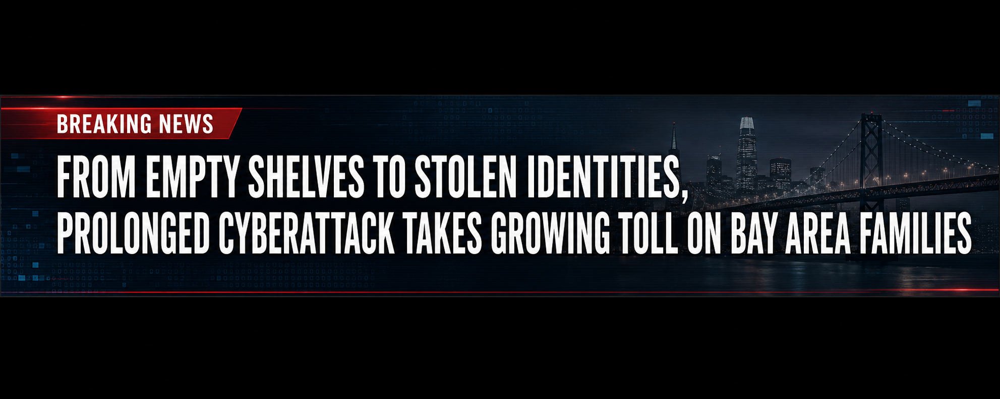 BREAKING NEWS
FROM EMPTY SHELVES TO STOLEN IDENTITIES,
PROLONGED CYBERATTACK TAKES GROWING TOLL ON BAY AREA FAMILIES